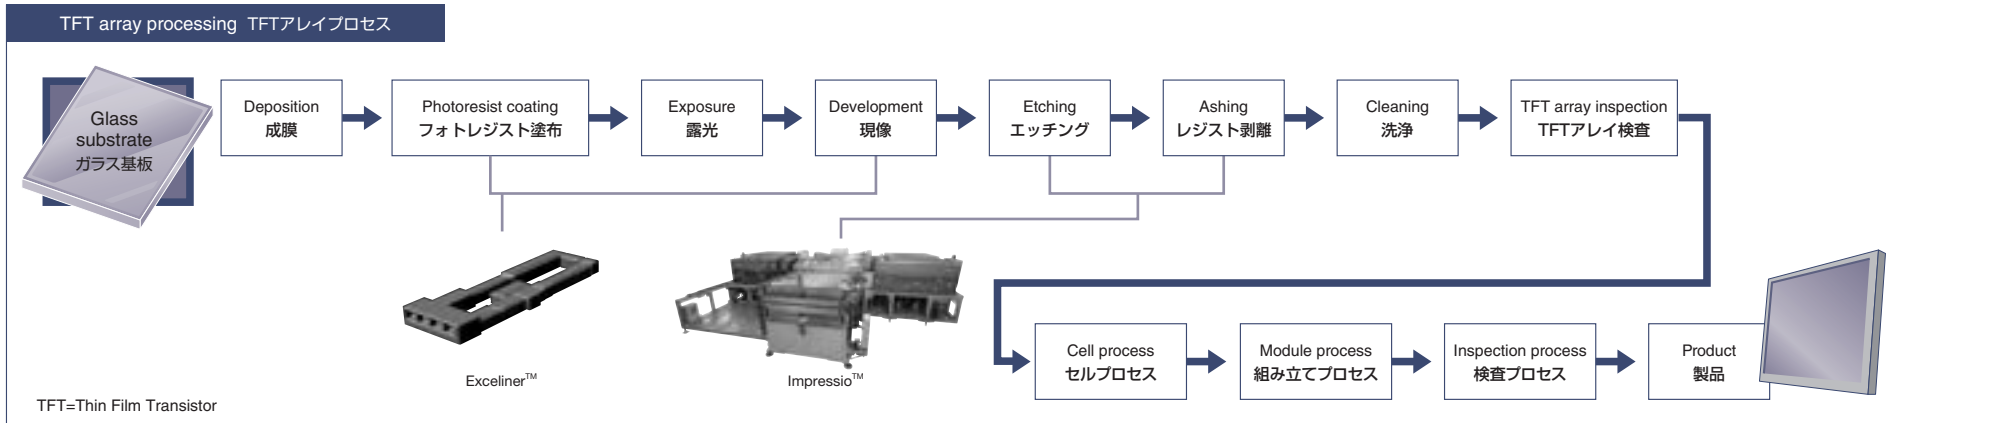 TFT array processing TFTアレイプロセス
Glass
substrate
ガラス基板
Deposition
成膜
Photoresist coating
フォトレジスト塗布
Exposure
露光
Development
現像
Etching
エッチング
Ashing
レジスト剥離
Cleaning
洗浄
TFT array inspection
TFTアレイ検査
Exceliner™
Impressio™
Cell process
セルプロセス
Module process
組み立てプロセス
Inspection process
検査プロセス
Product
製品
TFT=Thin Film Transistor